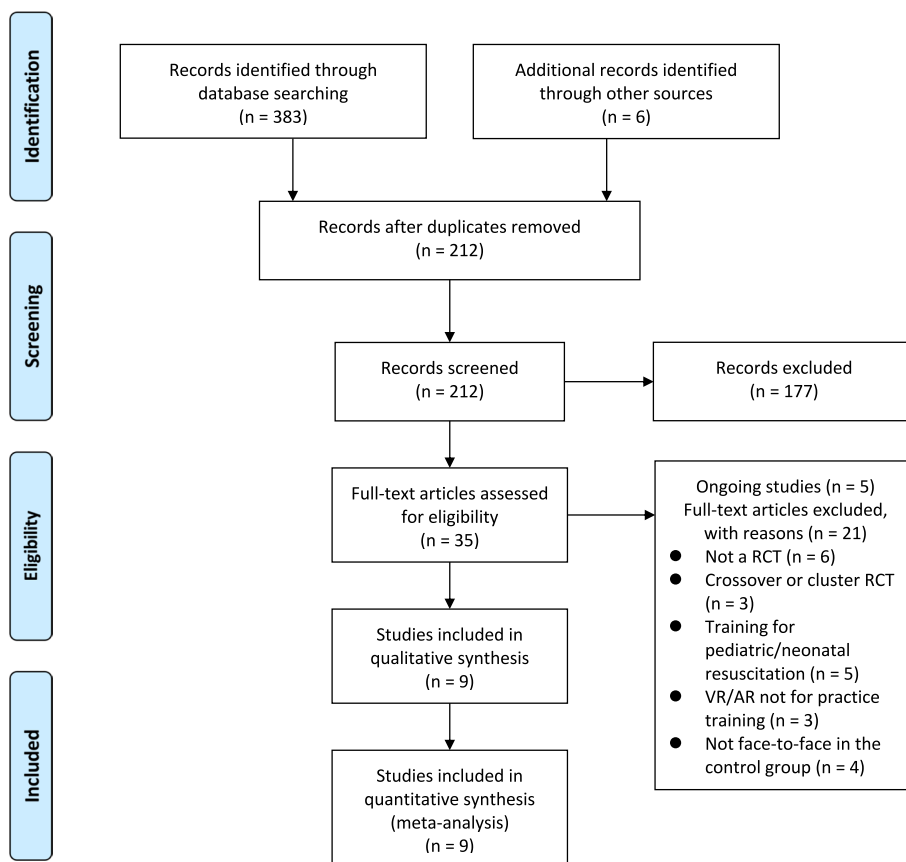 Identification
Records identified through
database searching
(n = 383)
Additional records identified
through other sources
(n = 6)
Records after duplicates removed
(n = 212)
Screening
Records screened
(n = 212)
Records excluded
(n = 177)
Eligibility
Full-text articles assessed
for eligibility
(n = 35)
Ongoing studies (n = 5)
Full-text articles excluded,
with reasons (n = 21)
● Not a RCT (n = 6)
● Crossover or cluster RCT
(n = 3)
● Training for
pediatric/neonatal
resuscitation (n = 5)
● VR/AR not for practice
training (n = 3)
● Not face-to-face in the
control group (n = 4)
Studies included in
qualitative synthesis
(n = 9)
Included
Studies included in
quantitative synthesis
(meta-analysis)
(n = 9)